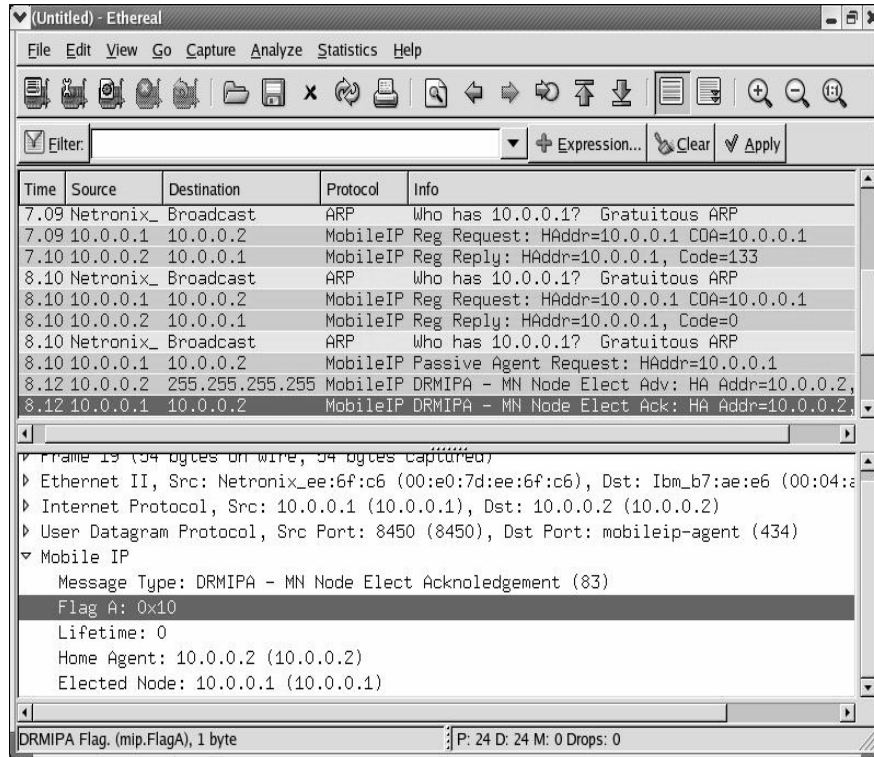 (Untitled) - Ethereal
File Edit View Go Capture Analyze Statistics Help
Filter: Expression... Clear Apply
Time Source Destination Protocol Info
7.09 Netronix_ Broadcast ARP Who has 10.0.0.1? Gratuitous ARP
7.09 10.0.0.1 10.0.0.2 MobileIP Reg Request: HAddr=10.0.0.1 COA=10.0.0.1
7.10 10.0.0.2 10.0.0.1 MobileIP Reg Reply: HAddr=10.0.0.1, Code=133
8.10 Netronix_ Broadcast ARP Who has 10.0.0.1? Gratuitous ARP
8.10 10.0.0.1 10.0.0.2 MobileIP Reg Request: HAddr=10.0.0.1 COA=10.0.0.1
8.10 10.0.0.2 10.0.0.1 MobileIP Reg Reply: HAddr=10.0.0.1, Code=0
8.10 Netronix_ Broadcast ARP Who has 10.0.0.1? Gratuitous ARP
8.10 10.0.0.1 10.0.0.2 MobileIP Passive Agent Request: HAddr=10.0.0.1
8.12 10.0.0.2 255.255.255.255 MobileIP DRMIPA - MN Node Elect Adv: HA Addr=10.0.0.2,
8.12 10.0.0.1 10.0.0.2 MobileIP DRMIPA - MN Node Elect Ack: HA Addr=10.0.0.2,
Frame 19 (54 bytes on wire, 54 bytes captured)
Ethernet II, Src: Netronix_ee:6f:c6 (00:e0:7d:ee:6f:c6), Dst: Ibm_b7:ae:e6 (00:04:a
Internet Protocol, Src: 10.0.0.1 (10.0.0.1), Dst: 10.0.0.2 (10.0.0.2)
User Datagram Protocol, Src Port: 8450 (8450), Dst Port: mobileip-agent (434)
Mobile IP
Message Type: DRMIPA - MN Node Elect Acknoledgement (83)
Flag A: 0x10
Lifetime: 0
Home Agent: 10.0.0.2 (10.0.0.2)
Elected Node: 10.0.0.1 (10.0.0.1)
DRMIPA Flag. (mip.FlagA), 1 byte P: 24 D: 24 M: 0 Drops: 0